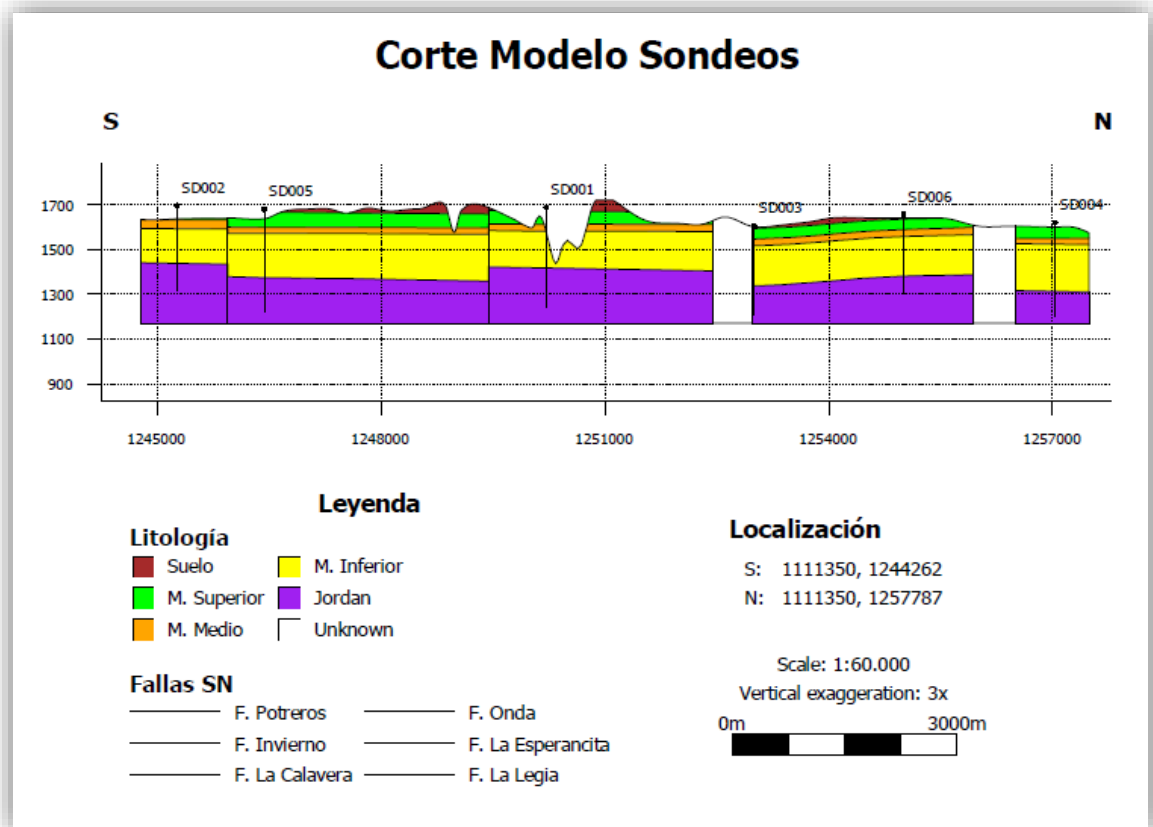 Corte Modelo Sondeos
S N
SD002 SD005 SD001 SD003 SD006 SD004
1700
1500
1300
1100
900
1245000 1248000 1251000 1254000 1257000
Leyenda
Litología
Suelo M. Inferior
M. Superior Jordan
M. Medio Unknown
Fallas SN
F. Potreros F. Onda
F. Invierno F. La Esperancita
F. La Calavera F. La Legia
Localización
S: 1111350, 1244262
N: 1111350, 1257787
Scale: 1:60.000
Vertical exaggeration: 3x
0m 3000m